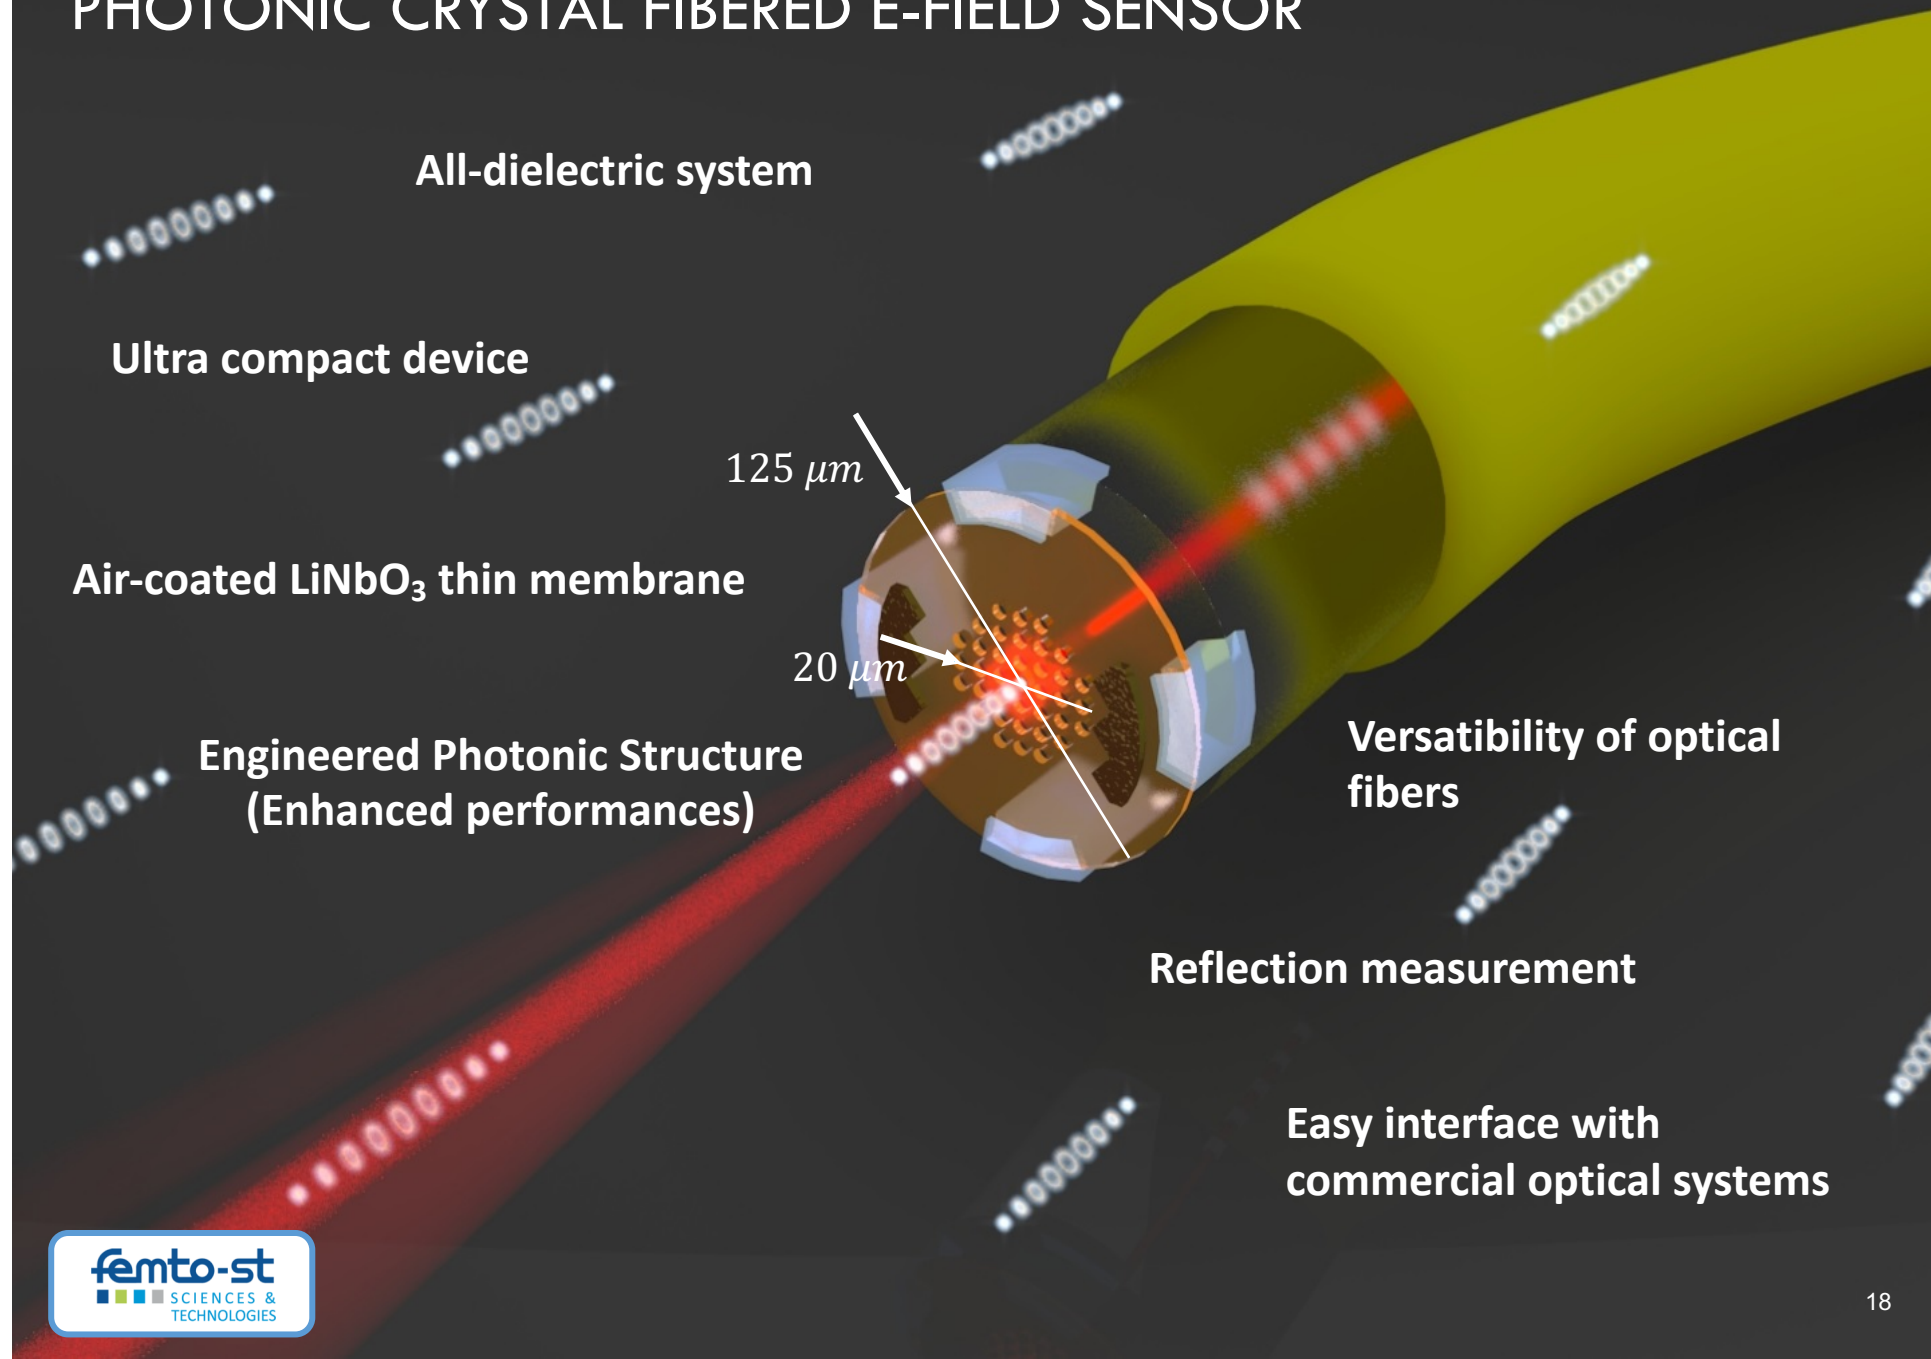 PHOTONIC CRYSTAL FIBERED E-FIELD SENSOR
All-dielectric system
Ultra compact device
125 μm
Air-coated LiNbO₃ thin membrane
20 μm
Engineered Photonic Structure
(Enhanced performances)
Versatibility of optical
fibers
Reflection measurement
Easy interface with
commercial optical systems
femto-st
SCIENCES &
TECHNOLOGIES
18